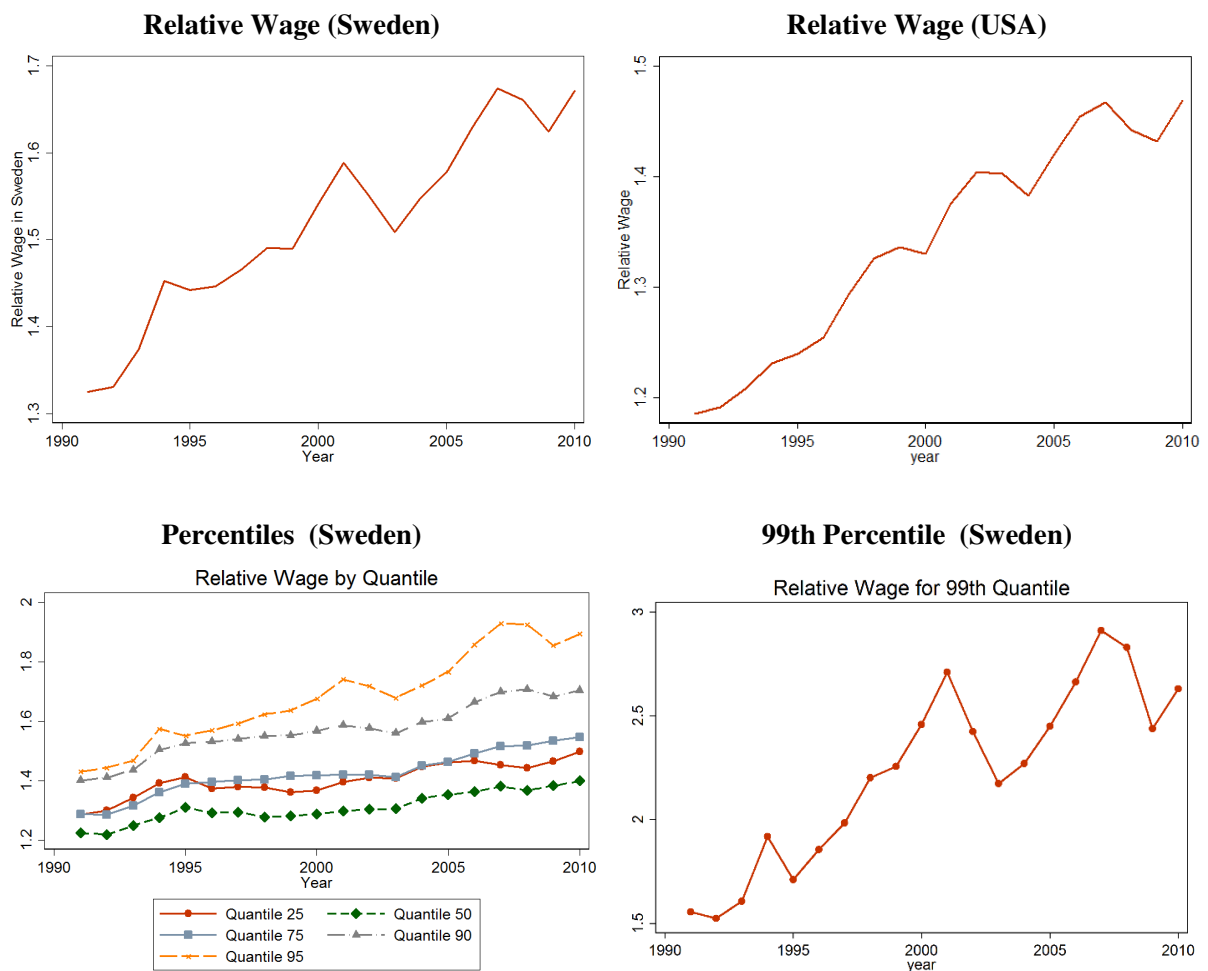 Relative Wage (Sweden)
Relative Wage in Sweden
1.7
1.6
1.5
1.4
1.3
1990 1995 2000 2005 2010
Year
Relative Wage (USA)
Relative Wage
1.5
1.4
1.3
1.2
1990 1995 2000 2005 2010
year
Percentiles (Sweden)
Relative Wage by Quantile
2
1.8
1.6
1.4
1.2
1990 1995 2000 2005 2010
Year
Quantile 25 Quantile 50
Quantile 75 Quantile 90
Quantile 95
99th Percentile (Sweden)
Relative Wage for 99th Quantile
3
2.5
2
1.5
1990 1995 2000 2005 2010
year